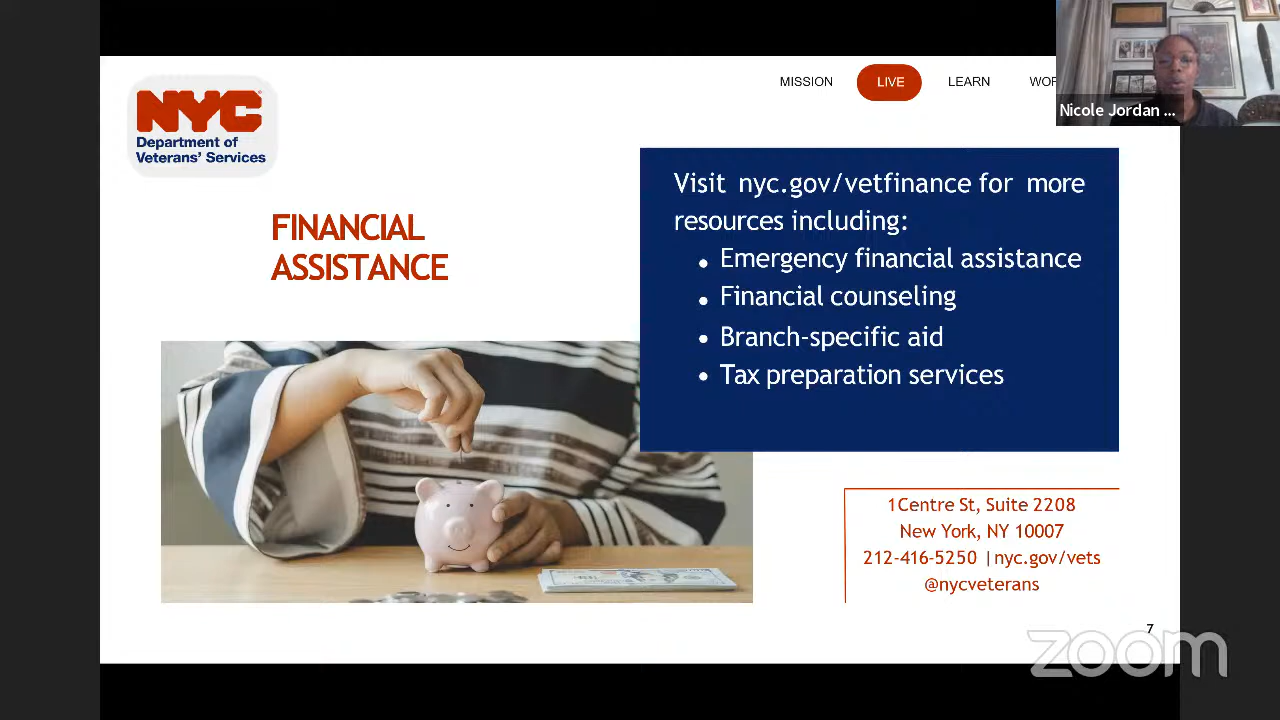 MISSION
LIVE
LEARN
Nicole Jordan ...
NYC
Department of
Veterans' Services
FINANCIAL
ASSISTANCE
Visit nyc.gov/vetfinance for more
resources including:
• Emergency financial assistance
• Financial counseling
• Branch-specific aid
• Tax preparation services
1Centre St, Suite 2208
New York, NY 10007
212-416-5250 |nyc.gov/vets
@nycveterans
7
zoom